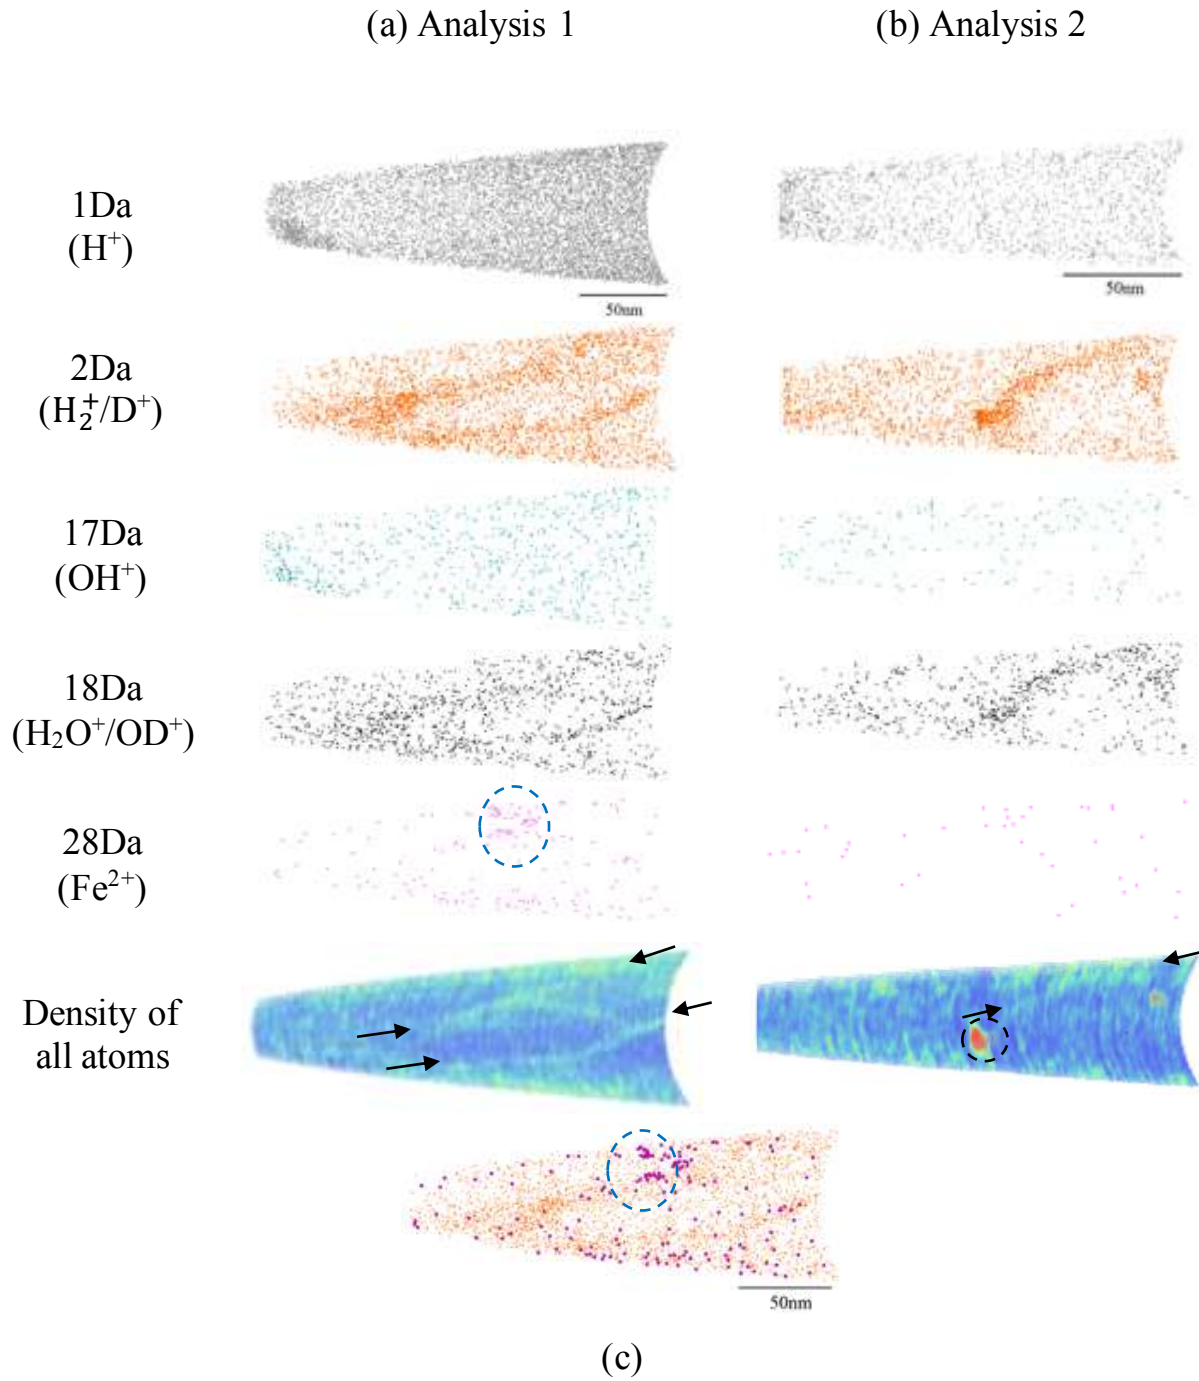 (a) Analysis 1
(b) Analysis 2
1Da
(H⁺)
50nm
50nm
2Da
(H₂⁺/D⁺)
17Da
(OH⁺)
18Da
(H₂O⁺/OD⁺)
28Da
(Fe²⁺)
Density of
all atoms
50nm
(c)